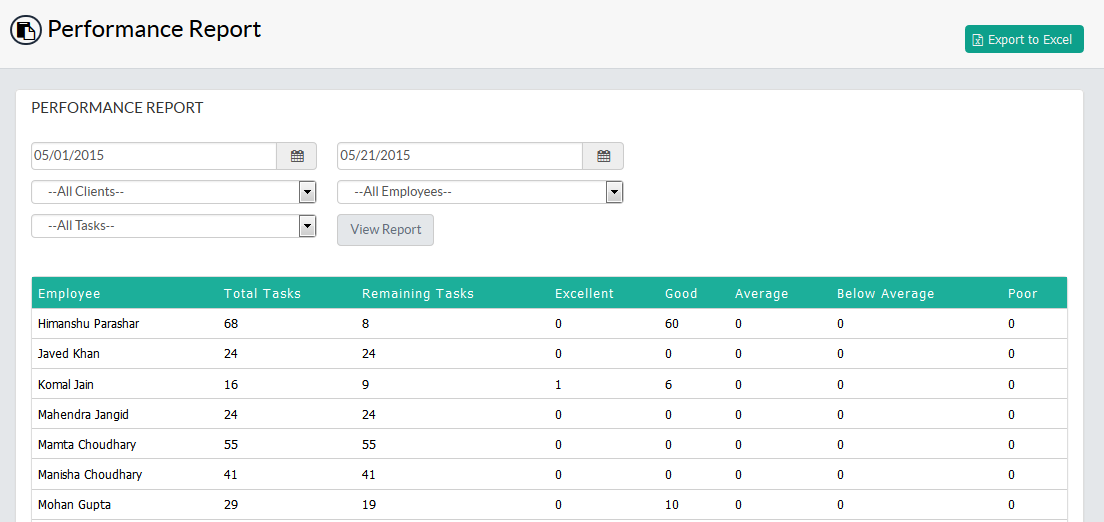 Performance Report
Export to Excel
PERFORMANCE REPORT
05/01/2015 05/21/2015
--All Clients-- --All Employees--
--All Tasks-- View Report
Employee Total Tasks Remaining Tasks Excellent Good Average Below Average Poor
Himanshu Parashar 68 8 0 60 0 0 0
Javed Khan 24 24 0 0 0 0 0
Komal Jain 16 9 1 6 0 0 0
Mahendra Jangid 24 24 0 0 0 0 0
Mamta Choudhary 55 55 0 0 0 0 0
Manisha Choudhary 41 41 0 0 0 0 0
Mohan Gupta 29 19 0 10 0 0 0